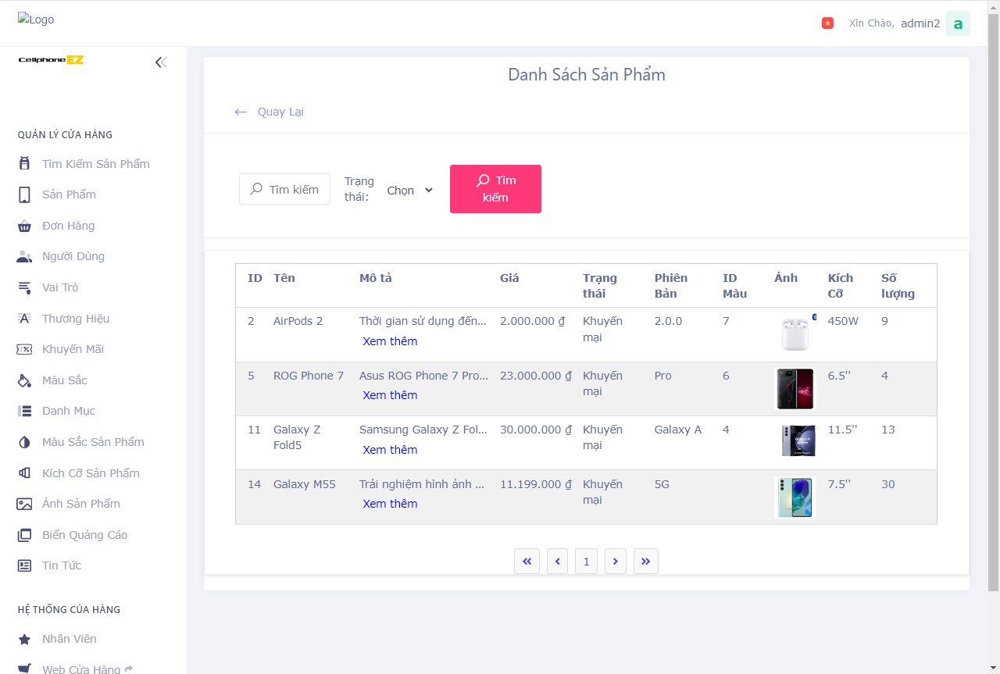 Logo
Xin Chào, admin2 a
CellphoneEZ
QUẢN LÝ CỬA HÀNG
Tìm Kiếm Sản Phẩm
Sản Phẩm
Đơn Hàng
Người Dùng
Vai Trò
Thương Hiệu
Khuyến Mãi
Màu Sắc
Danh Mục
Màu Sắc Sản Phẩm
Kích Cỡ Sản Phẩm
Ảnh Sản Phẩm
Biển Quảng Cáo
Tin Tức
HỆ THỐNG CỦA HÀNG
Nhân Viên
Web Cửa Hàng
Danh Sách Sản Phẩm
Quay Lại
Tìm kiếm
Trạng
thái:
Chọn
Tìm
kiếm
ID Tên Mô tả Giá Trạng thái Phiên Bản ID Màu Ảnh Kích Cỡ Số lượng
2 AirPods 2 Thời gian sử dụng đến... 2.000.000 ₫ Khuyến mại 2.0.0 7 450W 9
Xem thêm
5 ROG Phone 7 Asus ROG Phone 7 Pro... 23.000.000 ₫ Khuyến mại Pro 6 6.5'' 4
Xem thêm
11 Galaxy Z Fold5 Samsung Galaxy Z Fol... 30.000.000 ₫ Khuyến mại Galaxy A 4 11.5'' 13
Xem thêm
14 Galaxy M55 Trải nghiệm hình ảnh ... 11.199.000 ₫ Khuyến mại 5G 7.5'' 30
Xem thêm
1